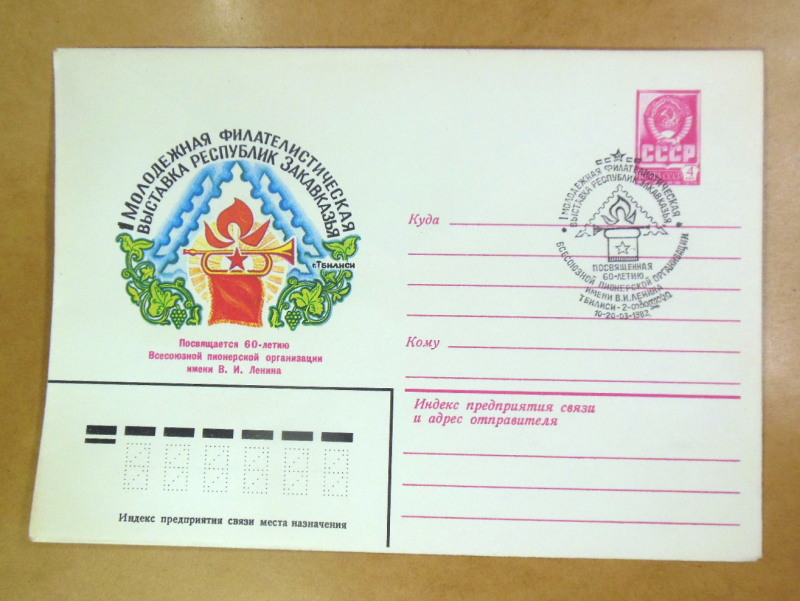 1 МОЛОДЕЖНАЯ ФИЛАТЕЛИСТИЧЕСКАЯ
ВЫСТАВКА РЕСПУБЛИК ЗАКАВКАЗЬЯ
г. ТБИЛИСИ
Посвящается 60-летию
Всесоюзной пионерской организации
имени В. И. Ленина
СССР
4
1 МОЛОДЕЖНАЯ ФИЛАТЕЛИСТИЧЕСКАЯ
ВЫСТАВКА РЕСПУБЛИК ЗАКАВКАЗЬЯ
ПОСВЯЩЕННАЯ
60-ЛЕТИЮ
ВСЕСОЮЗНОЙ ПИОНЕРСКОЙ ОРГАНИЗАЦИИ
ИМЕНИ В.И. ЛЕНИНА
ТБИЛИСИ-2-თბილისი
10-20-03-1982
Куда
Кому
Индекс предприятия связи
и адрес отправителя
Индекс предприятия связи места назначения